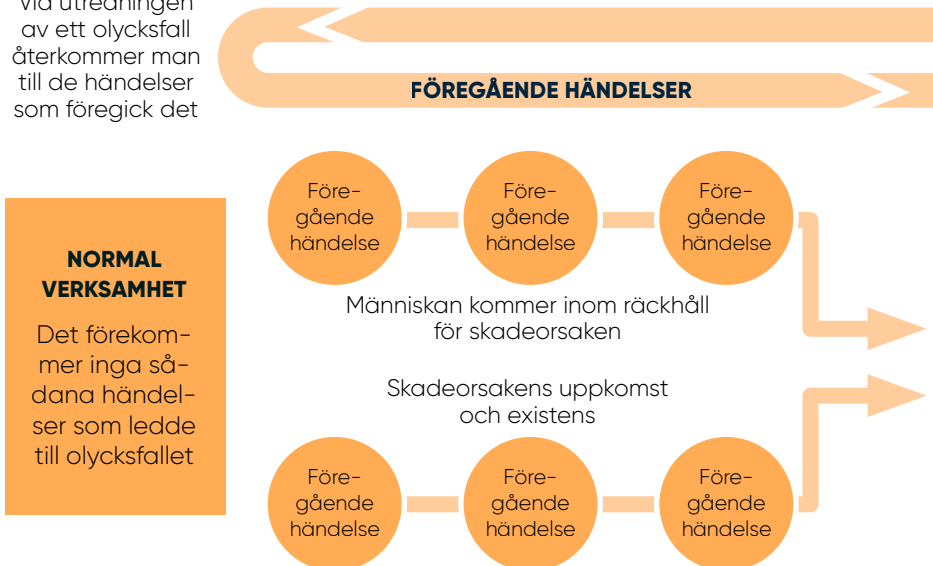 vid utredningen
av ett olycksfall
återkommer man
till de händelser
som föregick det
FÖREGÅENDE HÄNDELSER
NORMAL
VERKSAMHET
Det förekom-
mer inga så-
dana händel-
ser som ledde
till olycksfallet
Före-
gående
händelse
Före-
gående
händelse
Före-
gående
händelse
Människan kommer inom räckhåll
för skadeorsaken
Skadeorsakens uppkomst
och existens
Före-
gående
händelse
Före-
gående
händelse
Före-
gående
händelse